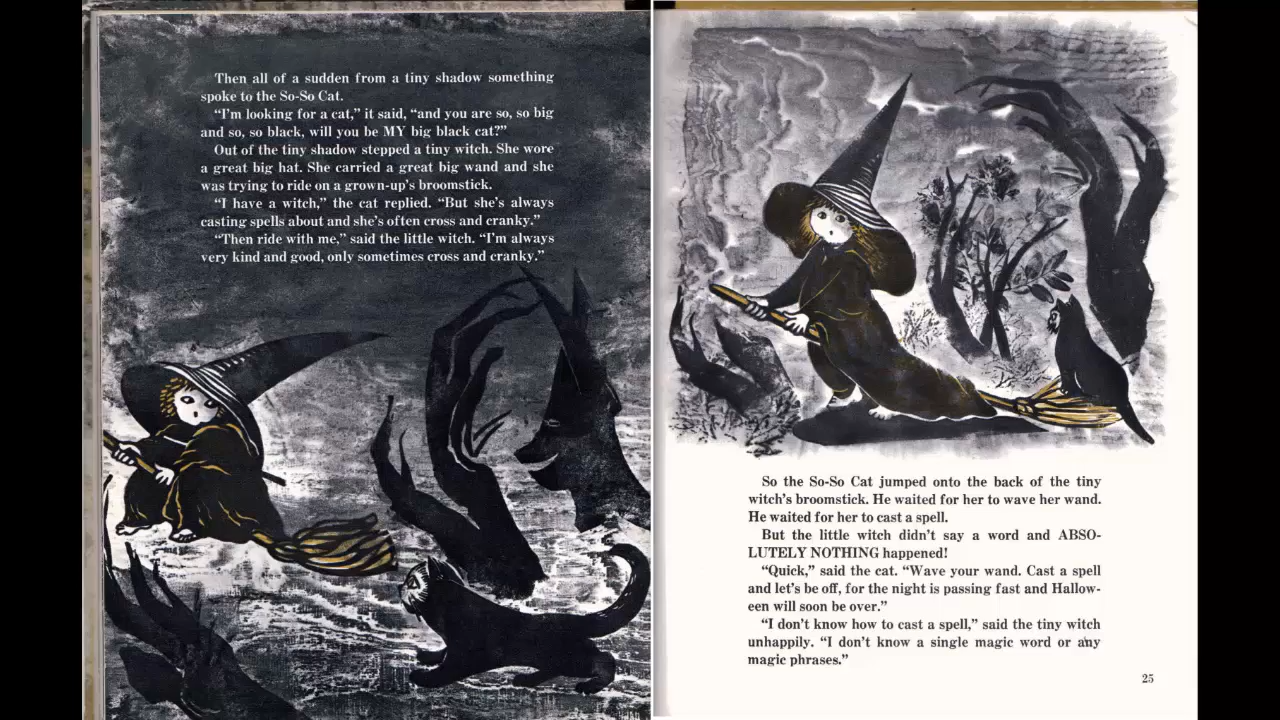 Then all of a sudden from a tiny shadow something
spoke to the So-So Cat.
“I'm looking for a cat,” it said, “and you are so, so big
and so, so black, will you be MY big black cat?”
Out of the tiny shadow stepped a tiny witch. She wore
a great big hat. She carried a great big wand and she
was trying to ride on a grown-up's broomstick.
“I have a witch,” the cat replied. “But she's always
casting spells about and she's often cross and cranky.”
“Then ride with me,” said the little witch. “I'm always
very kind and good, only sometimes cross and cranky.”
So the So-So Cat jumped onto the back of the tiny
witch's broomstick. He waited for her to wave her wand.
He waited for her to cast a spell.
But the little witch didn't say a word and ABSO-
LUTELY NOTHING happened!
“Quick,” said the cat. “Wave your wand. Cast a spell
and let's be off, for the night is passing fast and Hallow-
een will soon be over.”
“I don't know how to cast a spell,” said the tiny witch
unhappily. “I don't know a single magic word or any
magic phrases.”
25